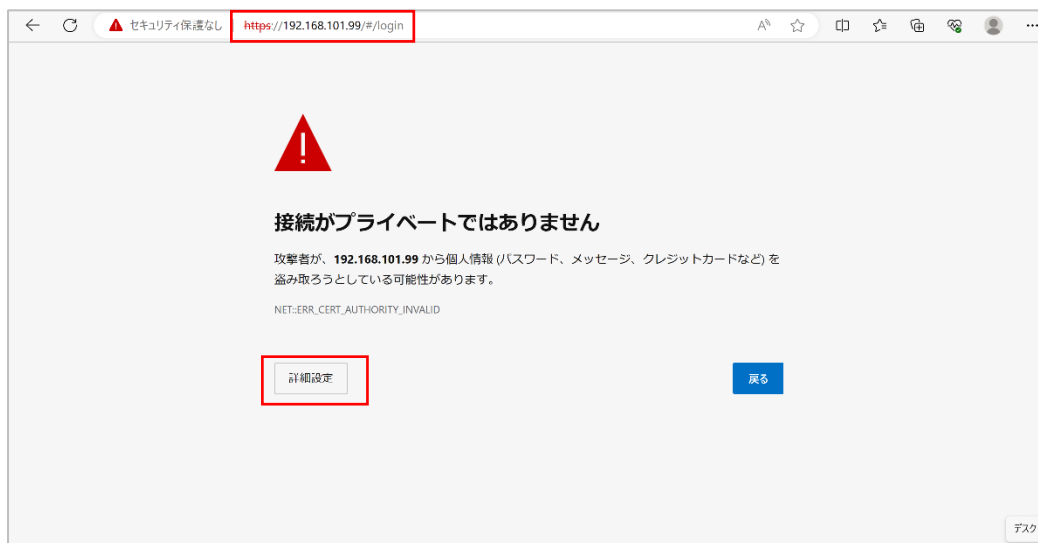 セキュリティ保護なし https://192.168.101.99/#/login
接続がプライベートではありません
攻撃者が、192.168.101.99 から個人情報 (パスワード、メッセージ、クレジットカードなど) を
盗み取ろうとしている可能性があります。
NET::ERR_CERT_AUTHORITY_INVALID
詳細設定 戻る
デスク